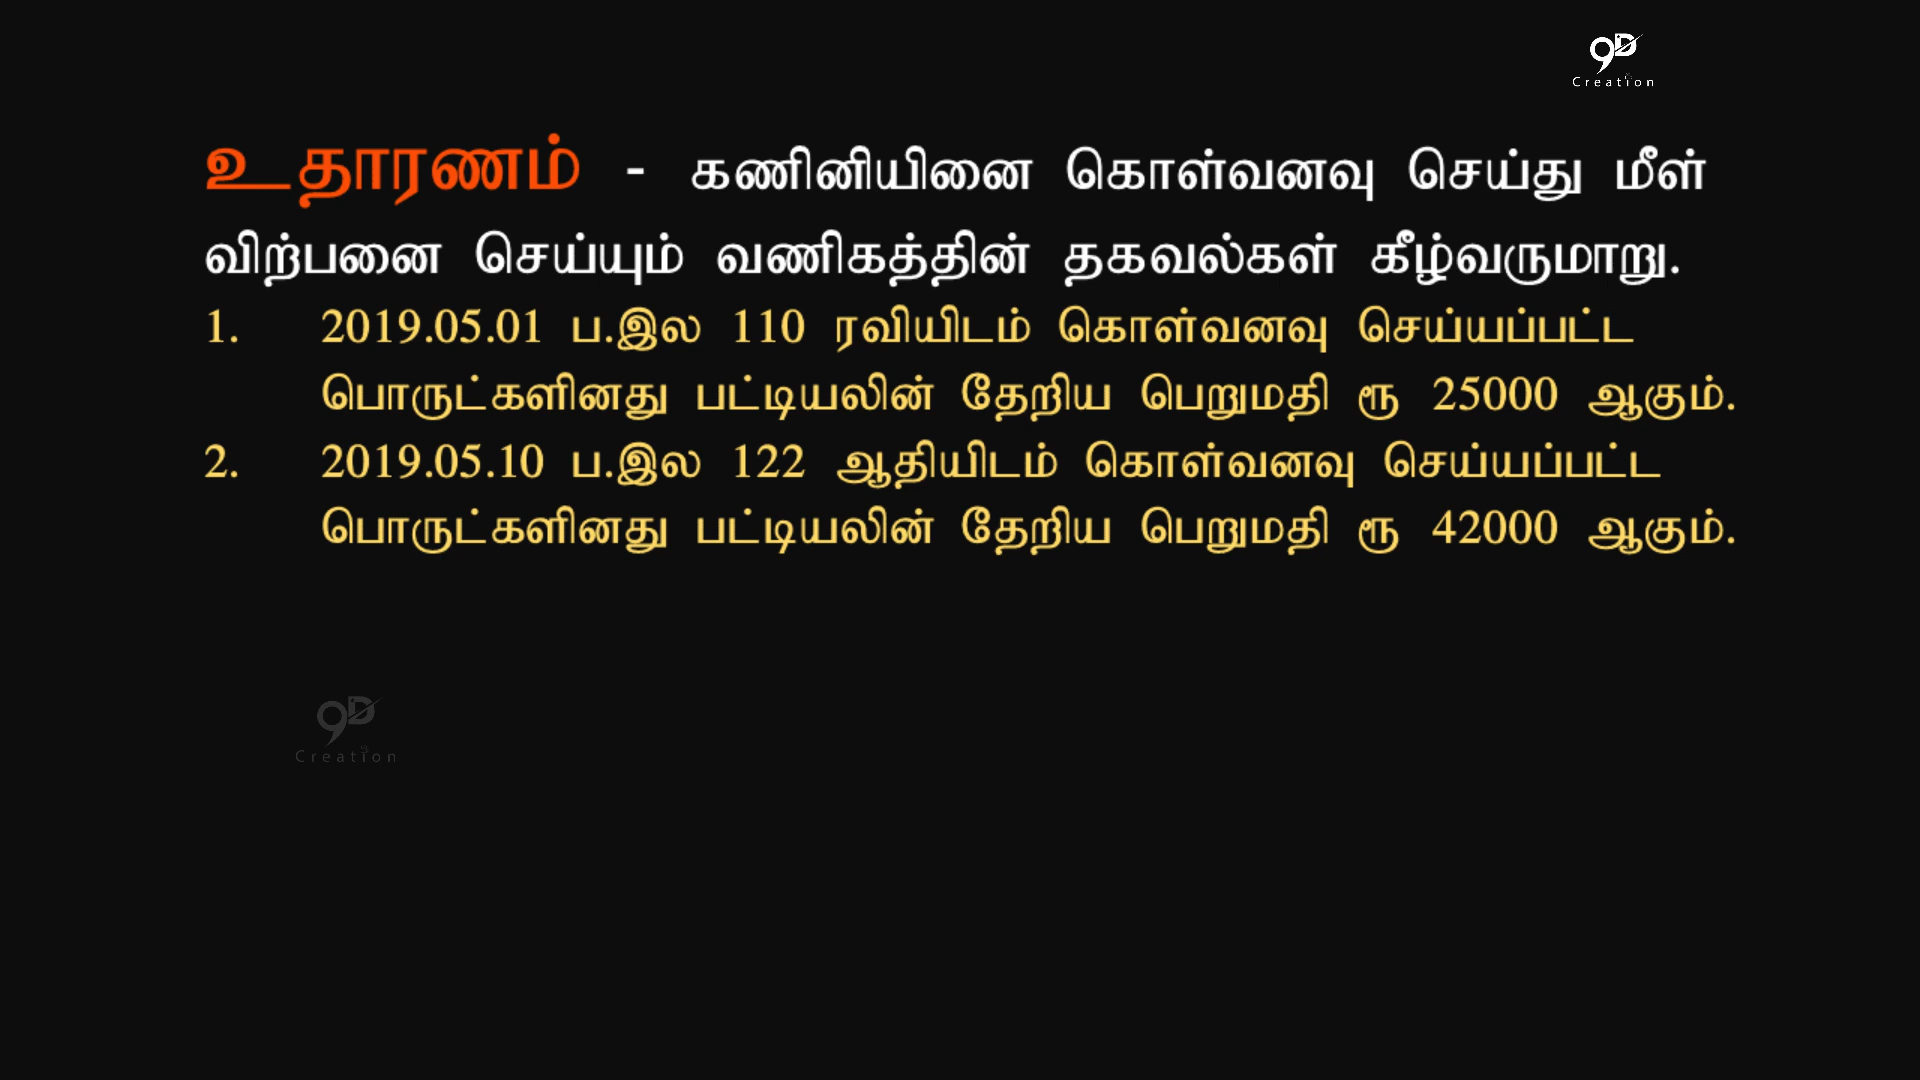 9D
Creation
உதாரணம் - கணினியினை கொள்வனவு செய்து மீள்
விற்பனை செய்யும் வணிகத்தின் தகவல்கள் கீழ்வருமாறு.
1. 2019.05.01 ப.இல 110 ரவியிடம் கொள்வனவு செய்யப்பட்ட
பொருட்களினது பட்டியலின் தேறிய பெறுமதி ரூ 25000 ஆகும்.
2. 2019.05.10 ப.இல 122 ஆதியிடம் கொள்வனவு செய்யப்பட்ட
பொருட்களினது பட்டியலின் தேறிய பெறுமதி ரூ 42000 ஆகும்.
9D
Creation